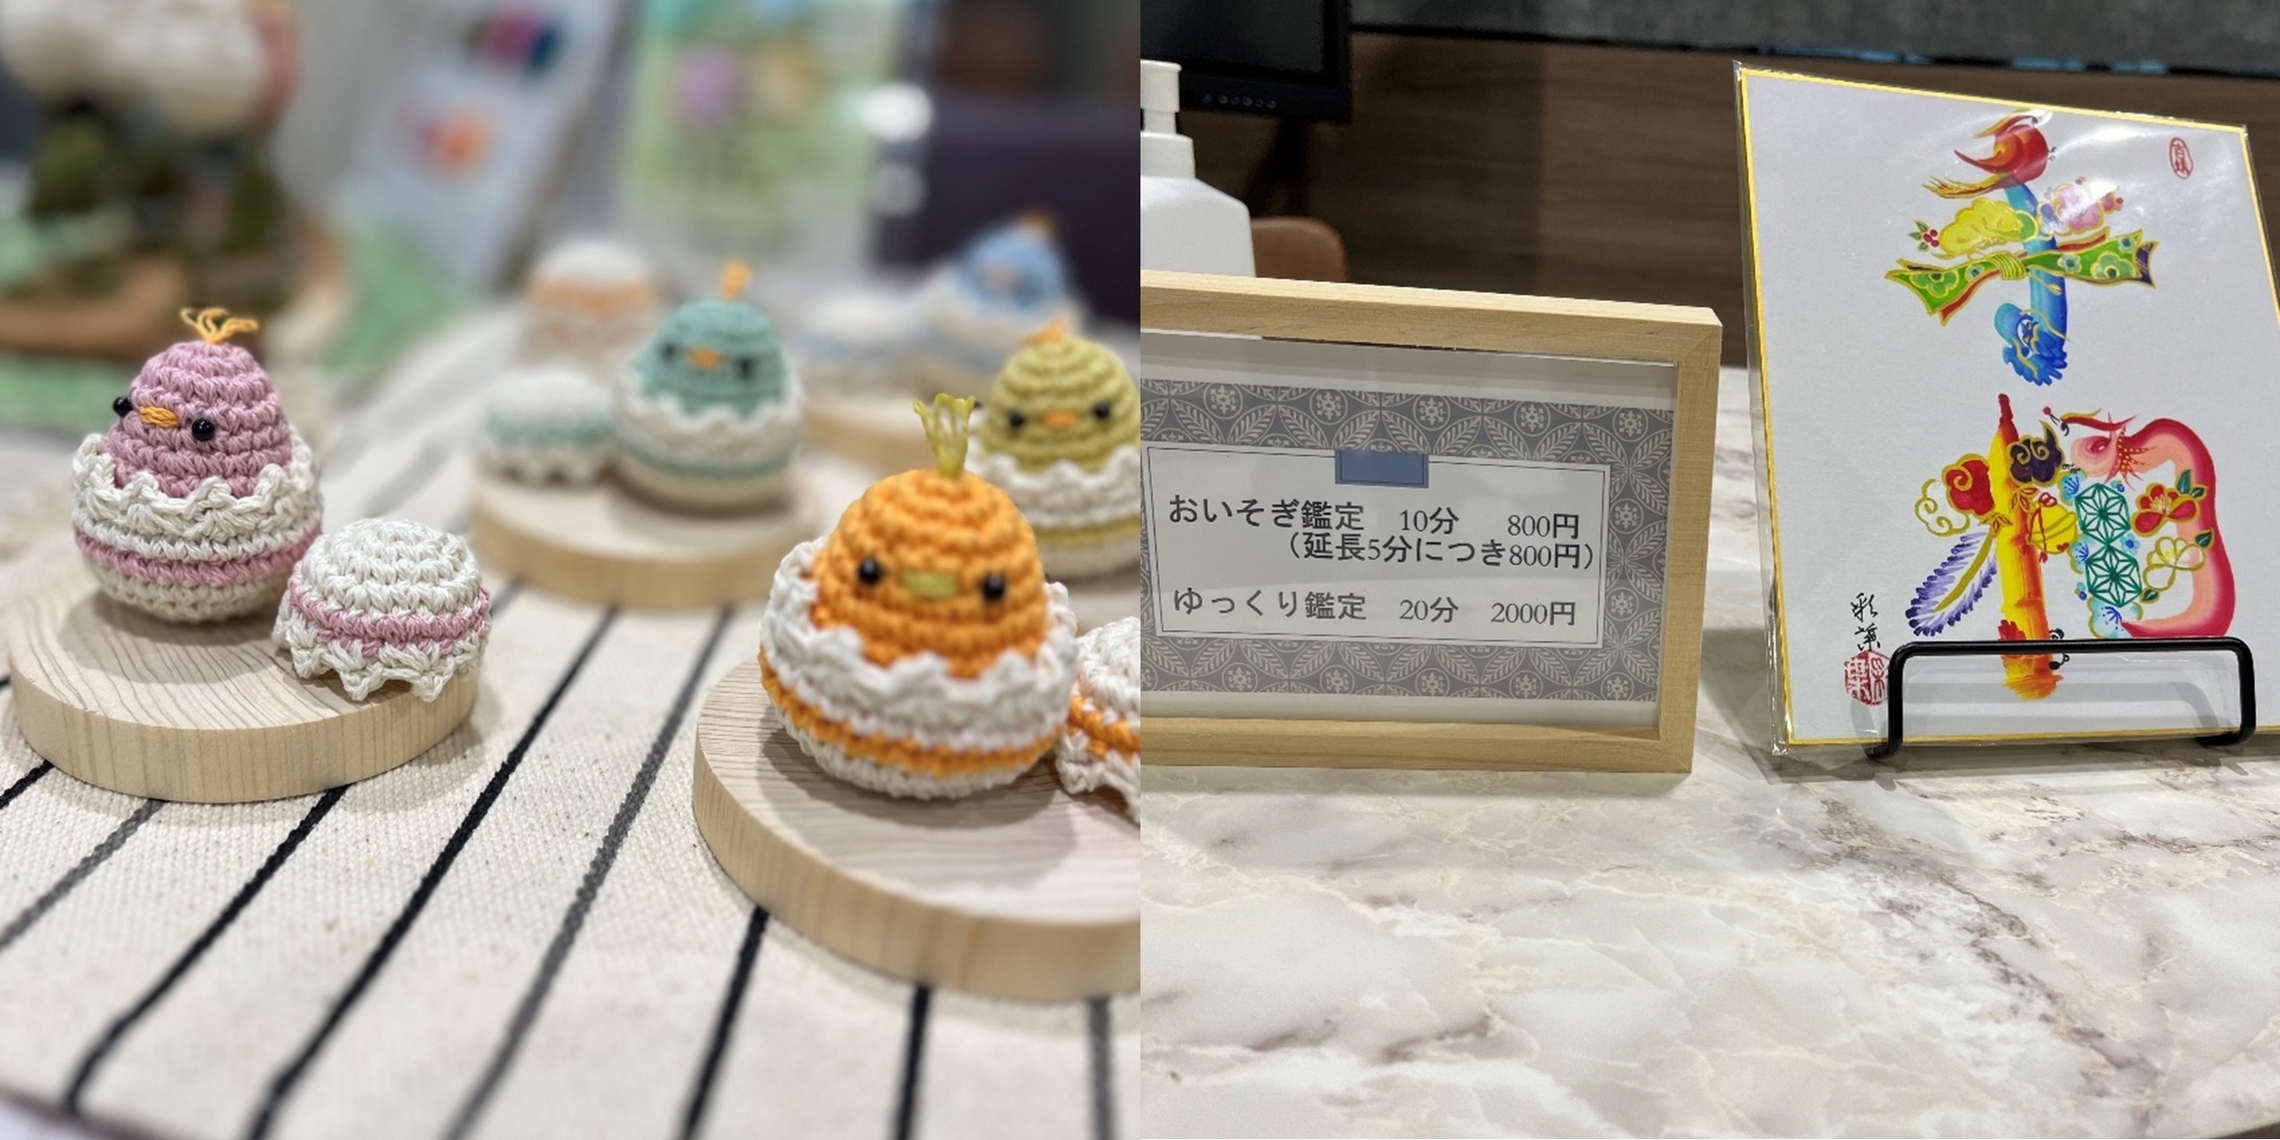 おいそぎ鑑定 10分 800円
(延長5分につき800円)
ゆっくり鑑定 20分 2000円
幸福